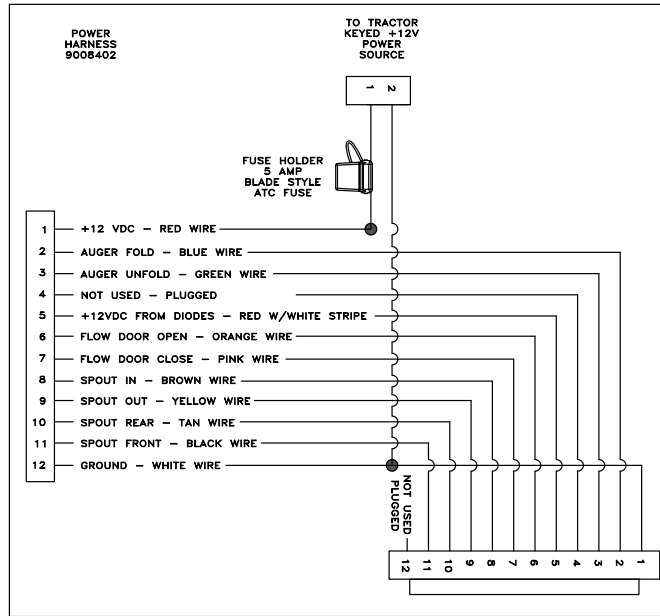 POWER
HARNESS
9008402
TO TRACTOR
KEYED +12V
POWER
SOURCE
1 2
FUSE HOLDER
5 AMP
BLADE STYLE
ATC FUSE
1 +12 VDC - RED WIRE
2 AUGER FOLD - BLUE WIRE
3 AUGER UNFOLD - GREEN WIRE
4 NOT USED - PLUGGED
5 +12VDC FROM DIODES - RED W/WHITE STRIPE
6 FLOW DOOR OPEN - ORANGE WIRE
7 FLOW DOOR CLOSE - PINK WIRE
8 SPOUT IN - BROWN WIRE
9 SPOUT OUT - YELLOW WIRE
10 SPOUT REAR - TAN WIRE
11 SPOUT FRONT - BLACK WIRE
12 GROUND - WHITE WIRE
NOT USED
PLUGGED
12 11 10 9 8 7 6 5 4 3 2 1